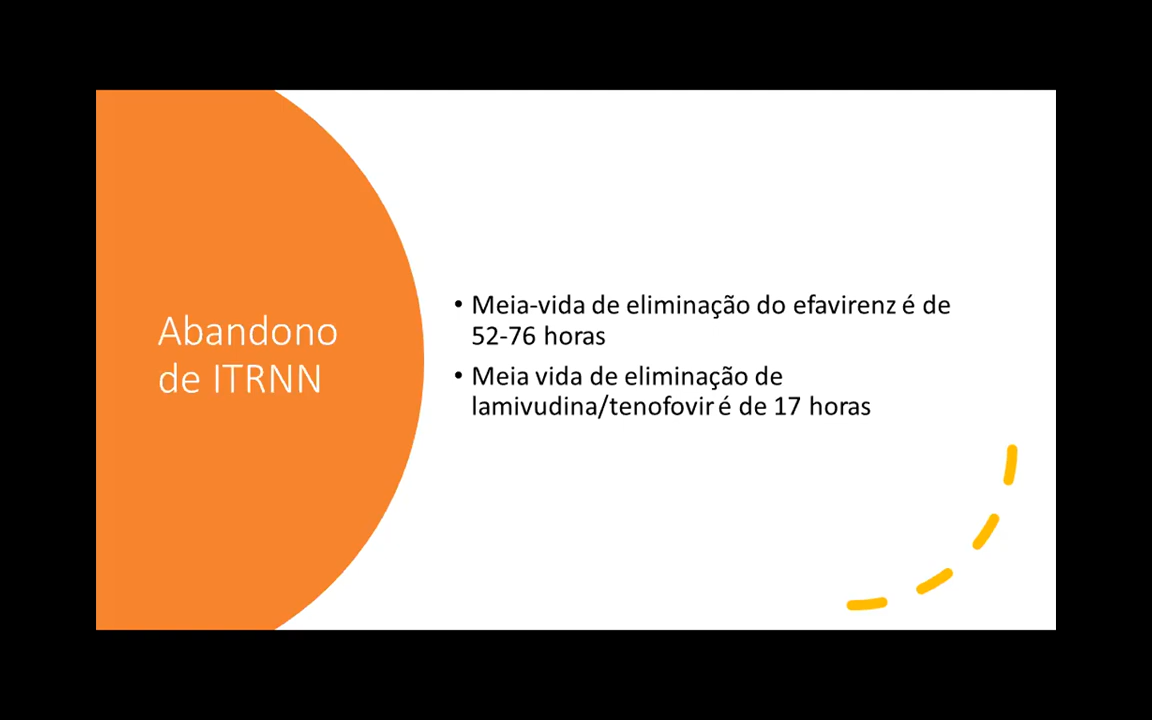 Abandono
de ITRNN
• Meia-vida de eliminação do efavirenz é de
52-76 horas
• Meia vida de eliminação de
lamivudina/tenofovir é de 17 horas